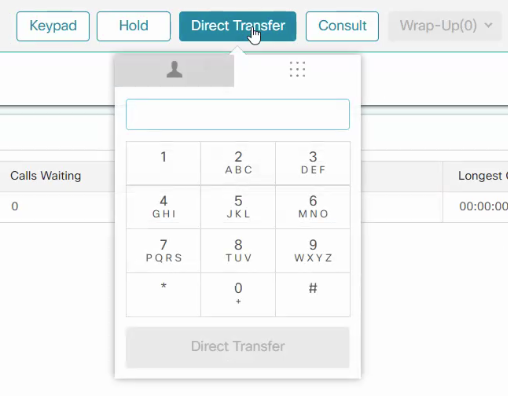 Keypad Hold Direct Transfer Consult Wrap-Up(0)
Calls Waiting Longest
0 00:00:00
1 2 3
ABC DEF
4 5 6
GHI JKL MNO
7 8 9
PQRS TUV WXYZ
* 0 #
+
Direct Transfer